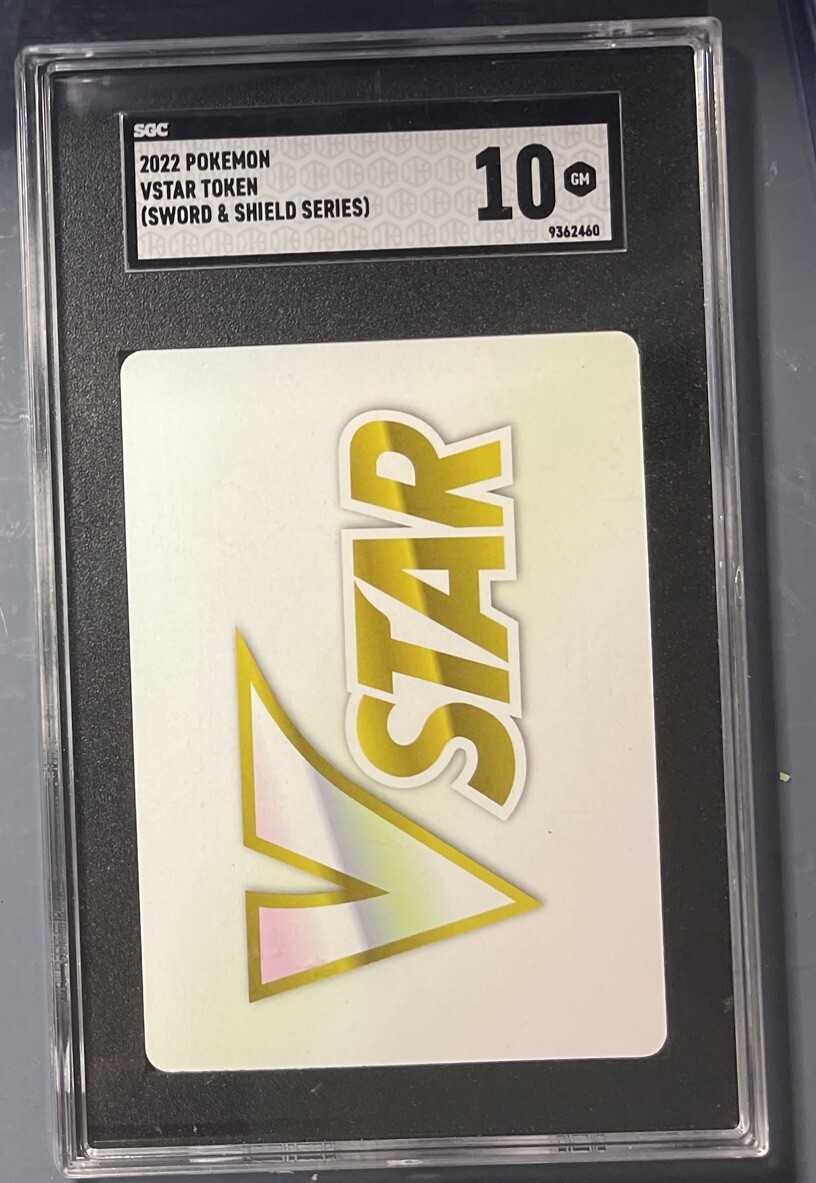 SGC
2022 POKEMON
VSTAR TOKEN
(SWORD & SHIELD SERIES)
10 GM
9362460
VSTAR